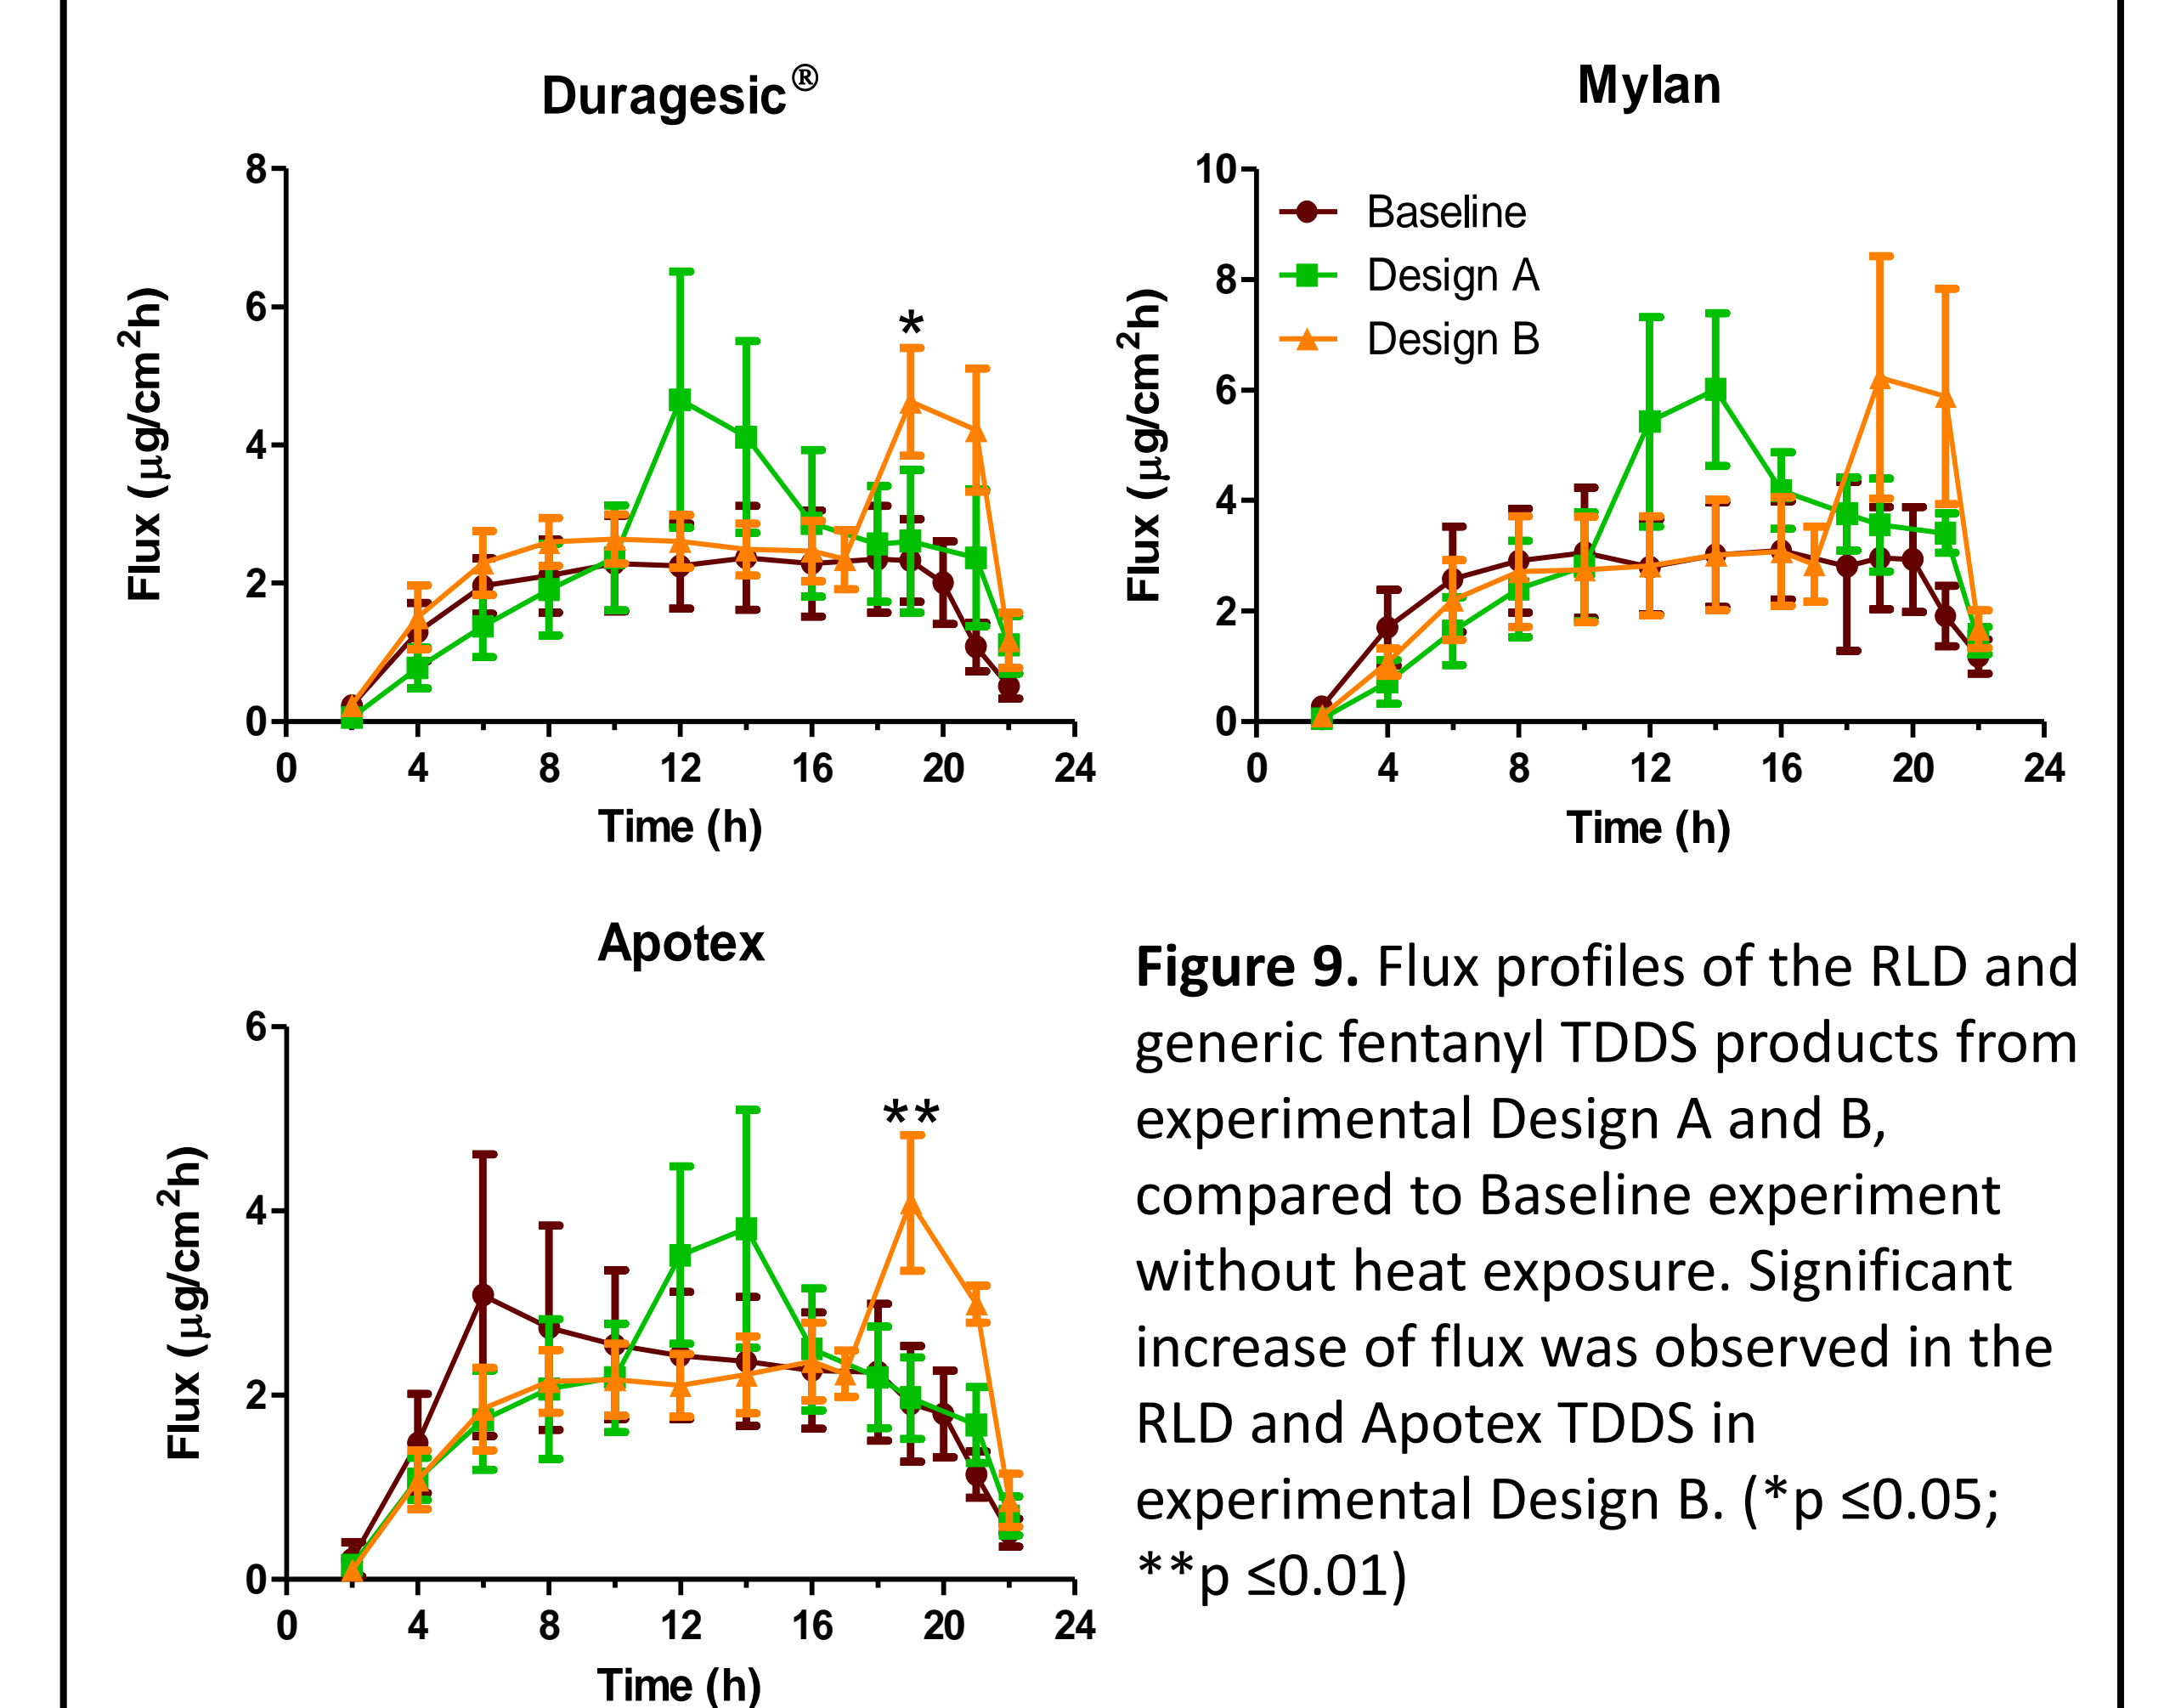 Duragesic®
8
6
4
2
0
Flux (µg/cm²h)
*
0 4 8 12 16 20 24
Time (h)
Mylan
10
8
6
4
2
0
Flux (µg/cm²h)
Baseline
Design A
Design B
0 4 8 12 16 20 24
Time (h)
Apotex
6
4
2
0
Flux (µg/cm²h)
**
0 4 8 12 16 20 24
Time (h)
Figure 9. Flux profiles of the RLD and
generic fentanyl TDDS products from
experimental Design A and B,
compared to Baseline experiment
without heat exposure. Significant
increase of flux was observed in the
RLD and Apotex TDDS in
experimental Design B. (*p ≤0.05;
**p ≤0.01)